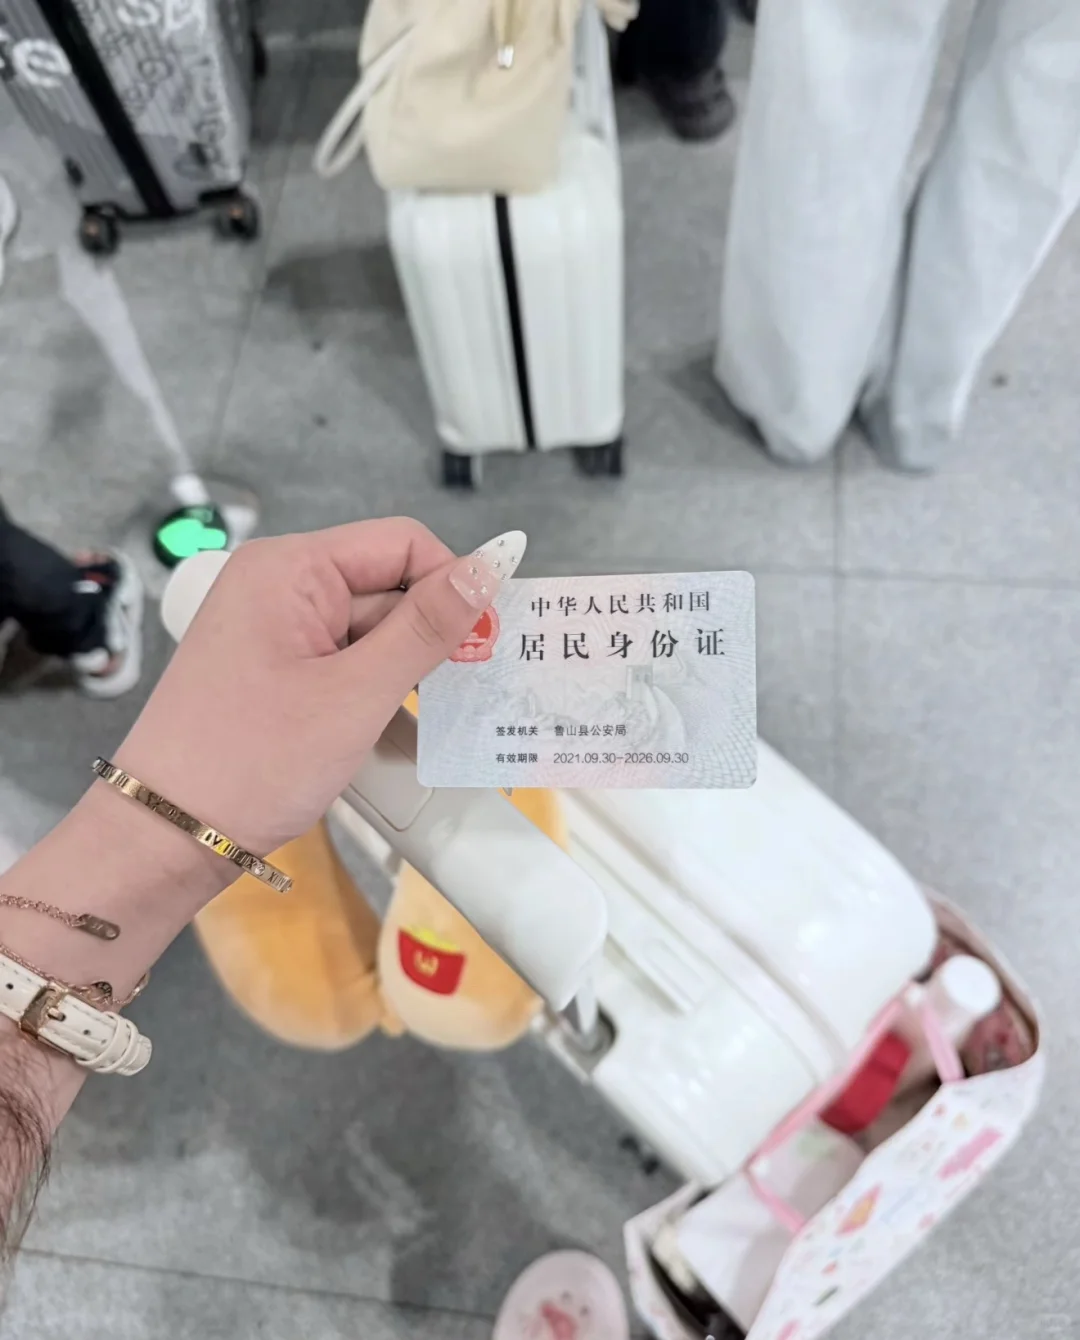 中华人民共和国
居民身份证
签发机关 鲁山县公安局
有效期限 2021.09.30-2026.09.30